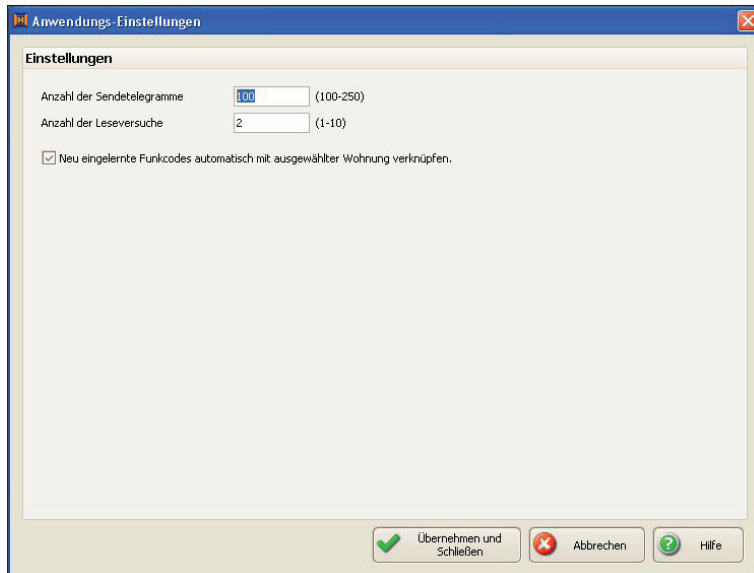 Anwendungs-Einstellungen
Einstellungen
Anzahl der Sendetelegramme 100 (100-250)
Anzahl der Leseversuche 2 (1-10)
Neu eingelernte Funkcodes automatisch mit ausgewählter Wohnung verknüpfen.
Übernehmen und
Schließen
Abbrechen
Hilfe